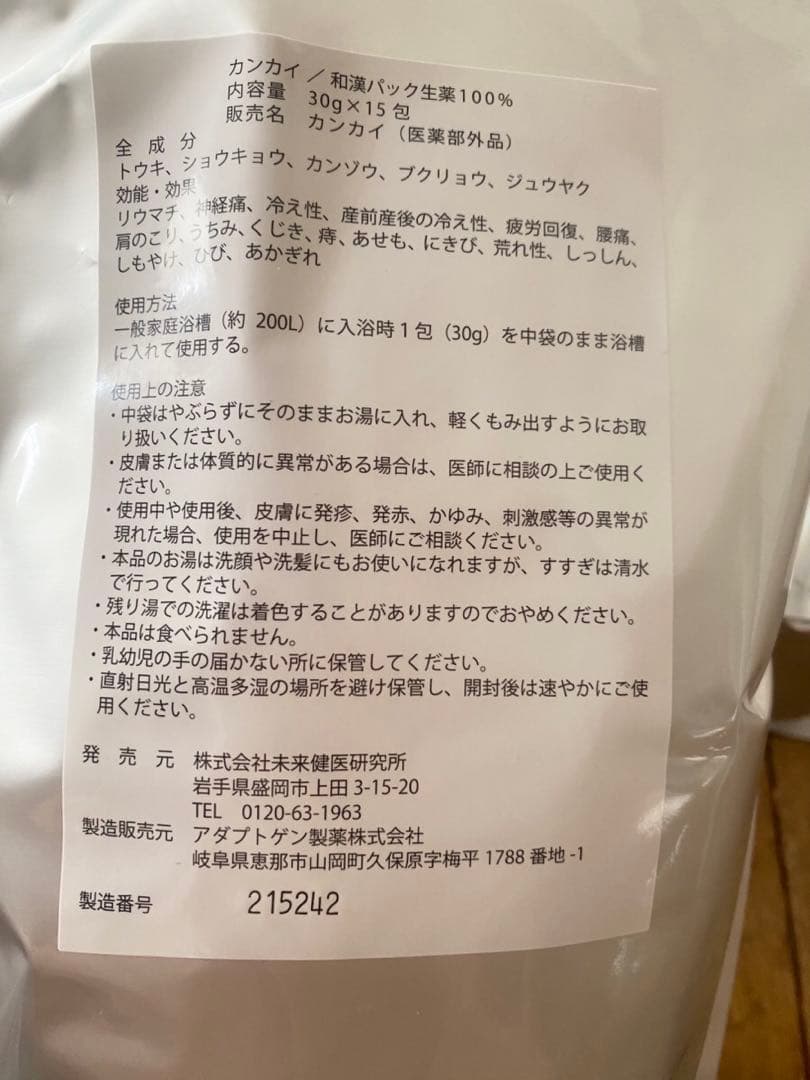 カンカイ / 和漢パック生薬100%
内容量 30g×15包
販売名 カンカイ（医薬部外品）
全成分
トウキ、ショウキョウ、カンゾウ、ブクリョウ、ジュウヤク
効能・効果
リウマチ、神経痛、冷え性、産前産後の冷え性、疲労回復、腰痛、
肩のこり、うちみ、くじき、痔、あせも、にきび、荒れ性、しっしん、
しもやけ、ひび、あかぎれ
使用方法
一般家庭浴槽（約 200L）に入浴時1包（30g）を中袋のまま浴槽
に入れて使用する。
使用上の注意
・中袋はやぶらずにそのままお湯に入れ、軽くもみ出すようにお取
り扱いください。
・皮膚または体質的に異常がある場合は、医師に相談の上ご使用く
ださい。
・使用中や使用後、皮膚に発疹、発赤、かゆみ、刺激感等の異常が
現れた場合、使用を中止し、医師にご相談ください。
・本品のお湯は洗顔や洗髪にもお使いになれますが、すすぎは清水
で行ってください。
・残り湯での洗濯は着色することがありますのでおやめください。
・本品は食べられません。
・乳幼児の手の届かない所に保管してください。
・直射日光と高温多湿の場所を避け保管し、開封後は速やかにご使
用ください。
発売元 株式会社未来健医研究所
岩手県盛岡市上田3-15-20
TEL 0120-63-1963
製造販売元 アダプトゲン製薬株式会社
岐阜県恵那市山岡町久保原字梅平1788番地-1
製造番号 215242